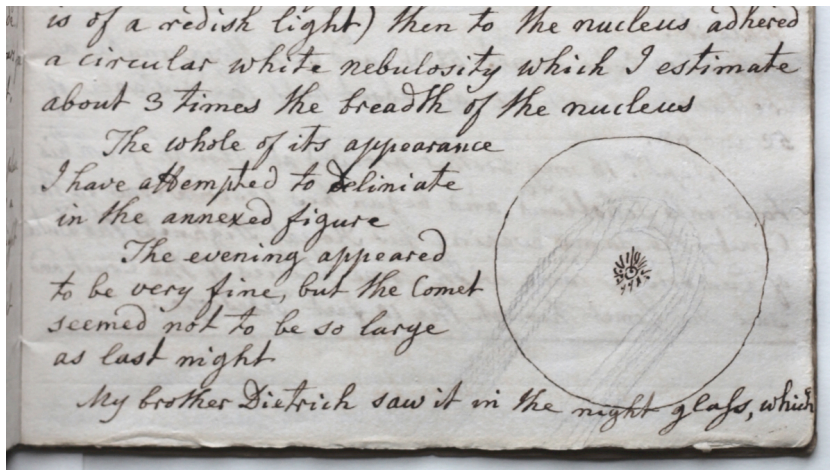 is of a redish light) then to the nucleus adhered
a circular white nebulosity which I estimate
about 3 times the breadth of the nucleus
The whole of its appearance
I have attempted to deliniate
in the annexed figure
The evening appeared
to be very fine, but the Comet
seemed not to be so large
as last night
My brother Dietrich saw it in the night glass, which